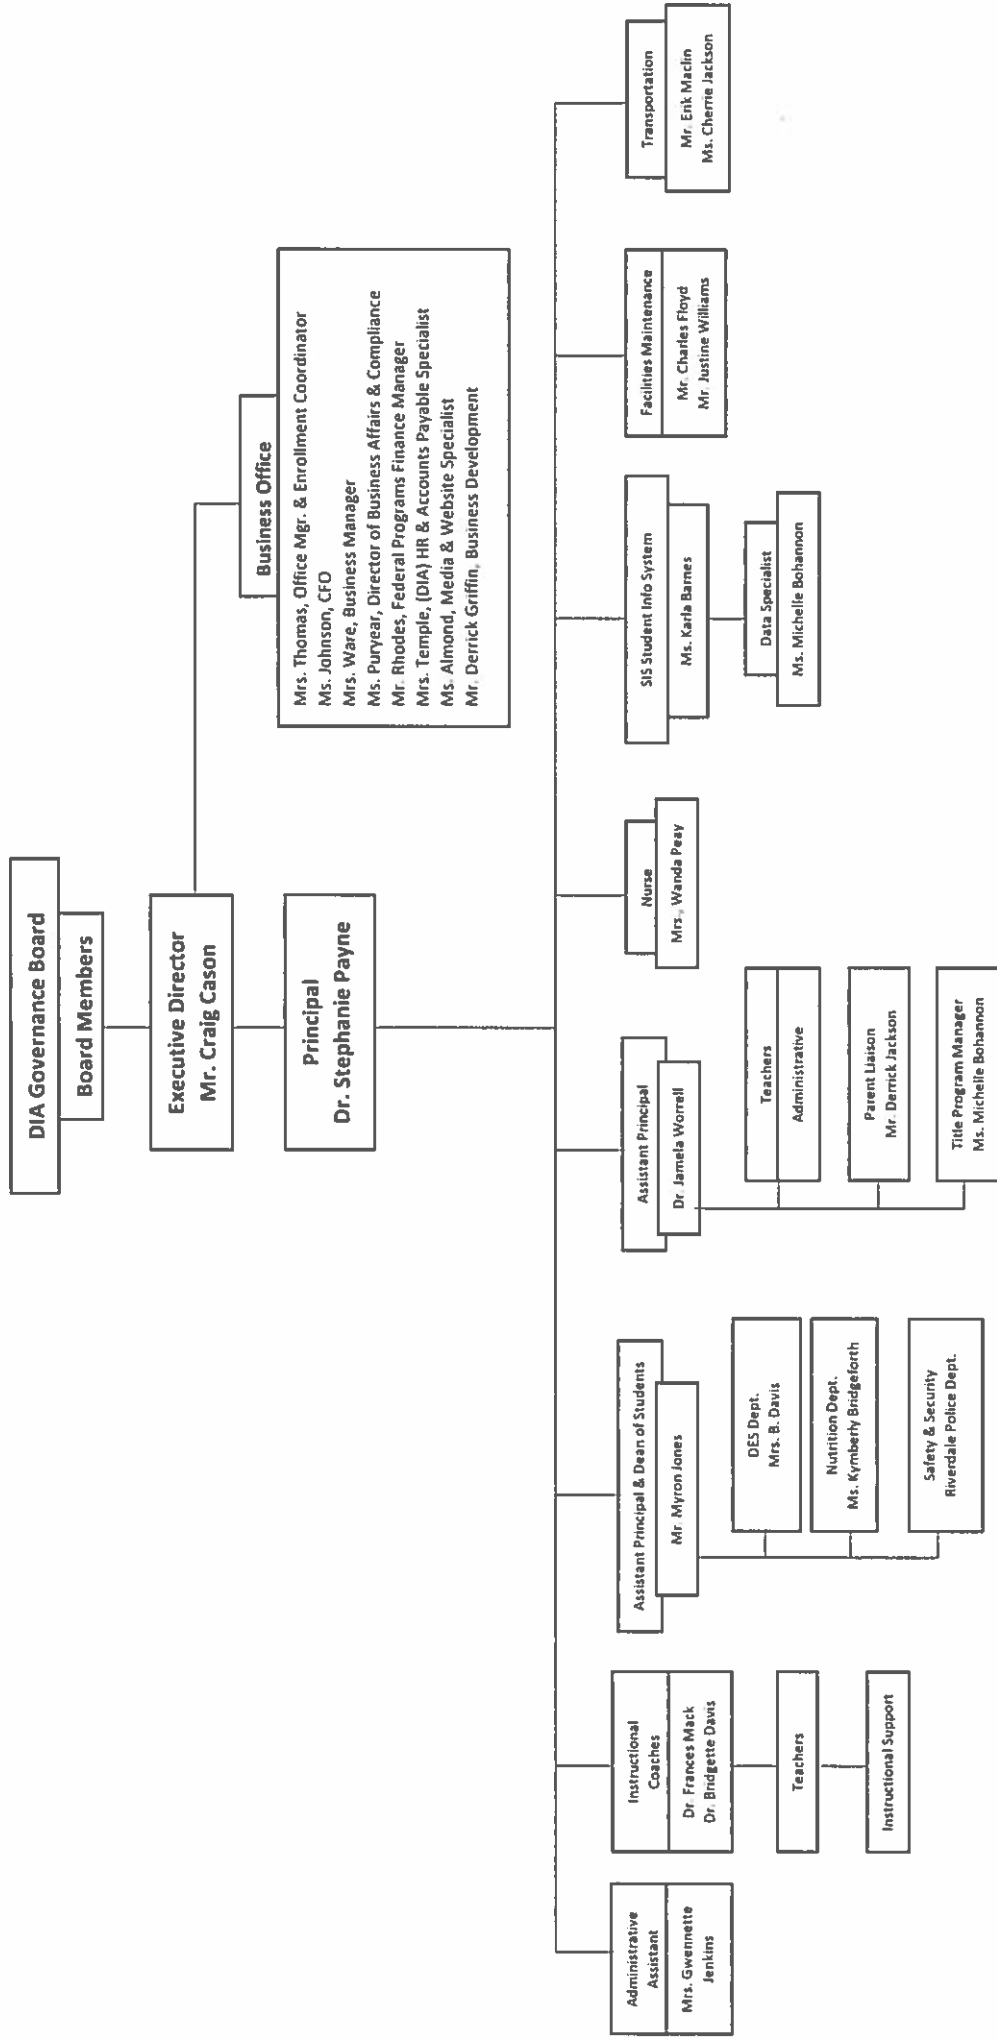 DIA Governance Board
Board Members
Executive Director
Mr. Craig Cason
Principal
Dr. Stephanie Payne
Business Office
Mrs. Thomas, Office Mgr. & Enrollment Coordinator
Ms. Johnson, CFO
Mrs. Ware, Business Manager
Ms. Puryear, Director of Business Affairs & Compliance
Mr. Rhodes, Federal Programs Finance Manager
Mrs. Temple, (DIA) HR & Accounts Payable Specialist
Ms. Almond, Media & Website Specialist
Mr. Derrick Griffin, Business Development
Administrative
Assistant
Mrs. Gwennette
Jenkins
Instructional
Coaches
Dr. Frances Mack
Dr. Bridgette Davis
Teachers
Instructional Support
Assistant Principal & Dean of Students
Mr. Myron Jones
DES Dept.
Mrs. B. Davis
Nutrition Dept.
Ms. Kymberly Bridgeforth
Safety & Security
Riverdale Police Dept.
Assistant Principal
Dr. Jamela Worrell
Teachers
Administrative
Parent Liaison
Mr. Derrick Jackson
Title Program Manager
Ms. Michelle Bohannon
Nurse
Mrs. Wanda Peay
SIS Student Info System
Ms. Karla Barnes
Data Specialist
Ms. Michelle Bohannon
Facilities Maintenance
Mr. Charles Floyd
Mr. Justine Williams
Transportation
Mr. Erik Maclin
Ms. Cherrie Jackson